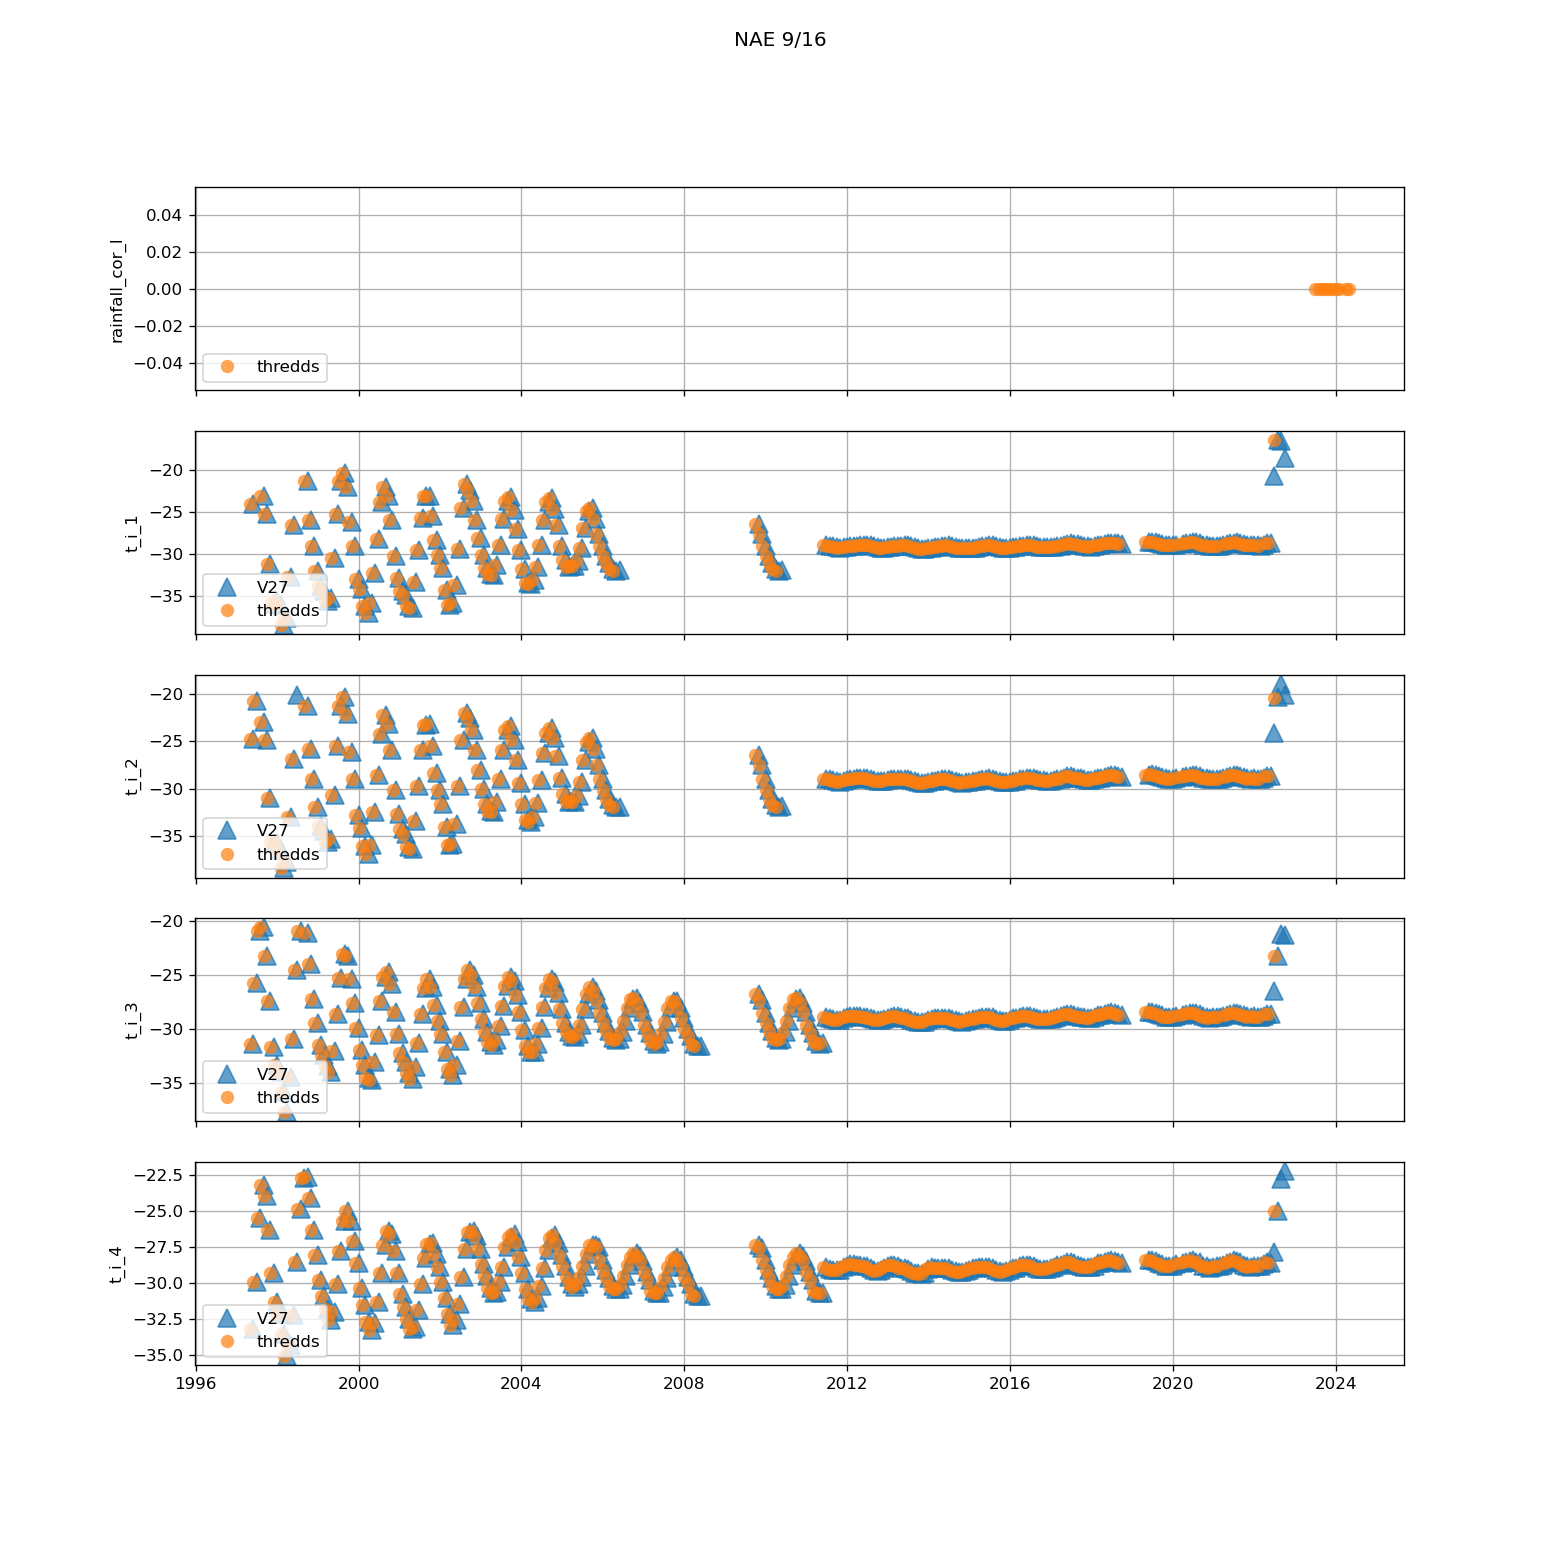 NAE 9/16
rainfall_cor_l
0.04
0.02
0.00
−0.02
−0.04
thredds
t_i_1
−20
−25
−30
−35
V27
thredds
t_i_2
−20
−25
−30
−35
V27
thredds
t_i_3
−20
−25
−30
−35
V27
thredds
t_i_4
−22.5
−25.0
−27.5
−30.0
−32.5
−35.0
V27
thredds
1996 2000 2004 2008 2012 2016 2020 2024